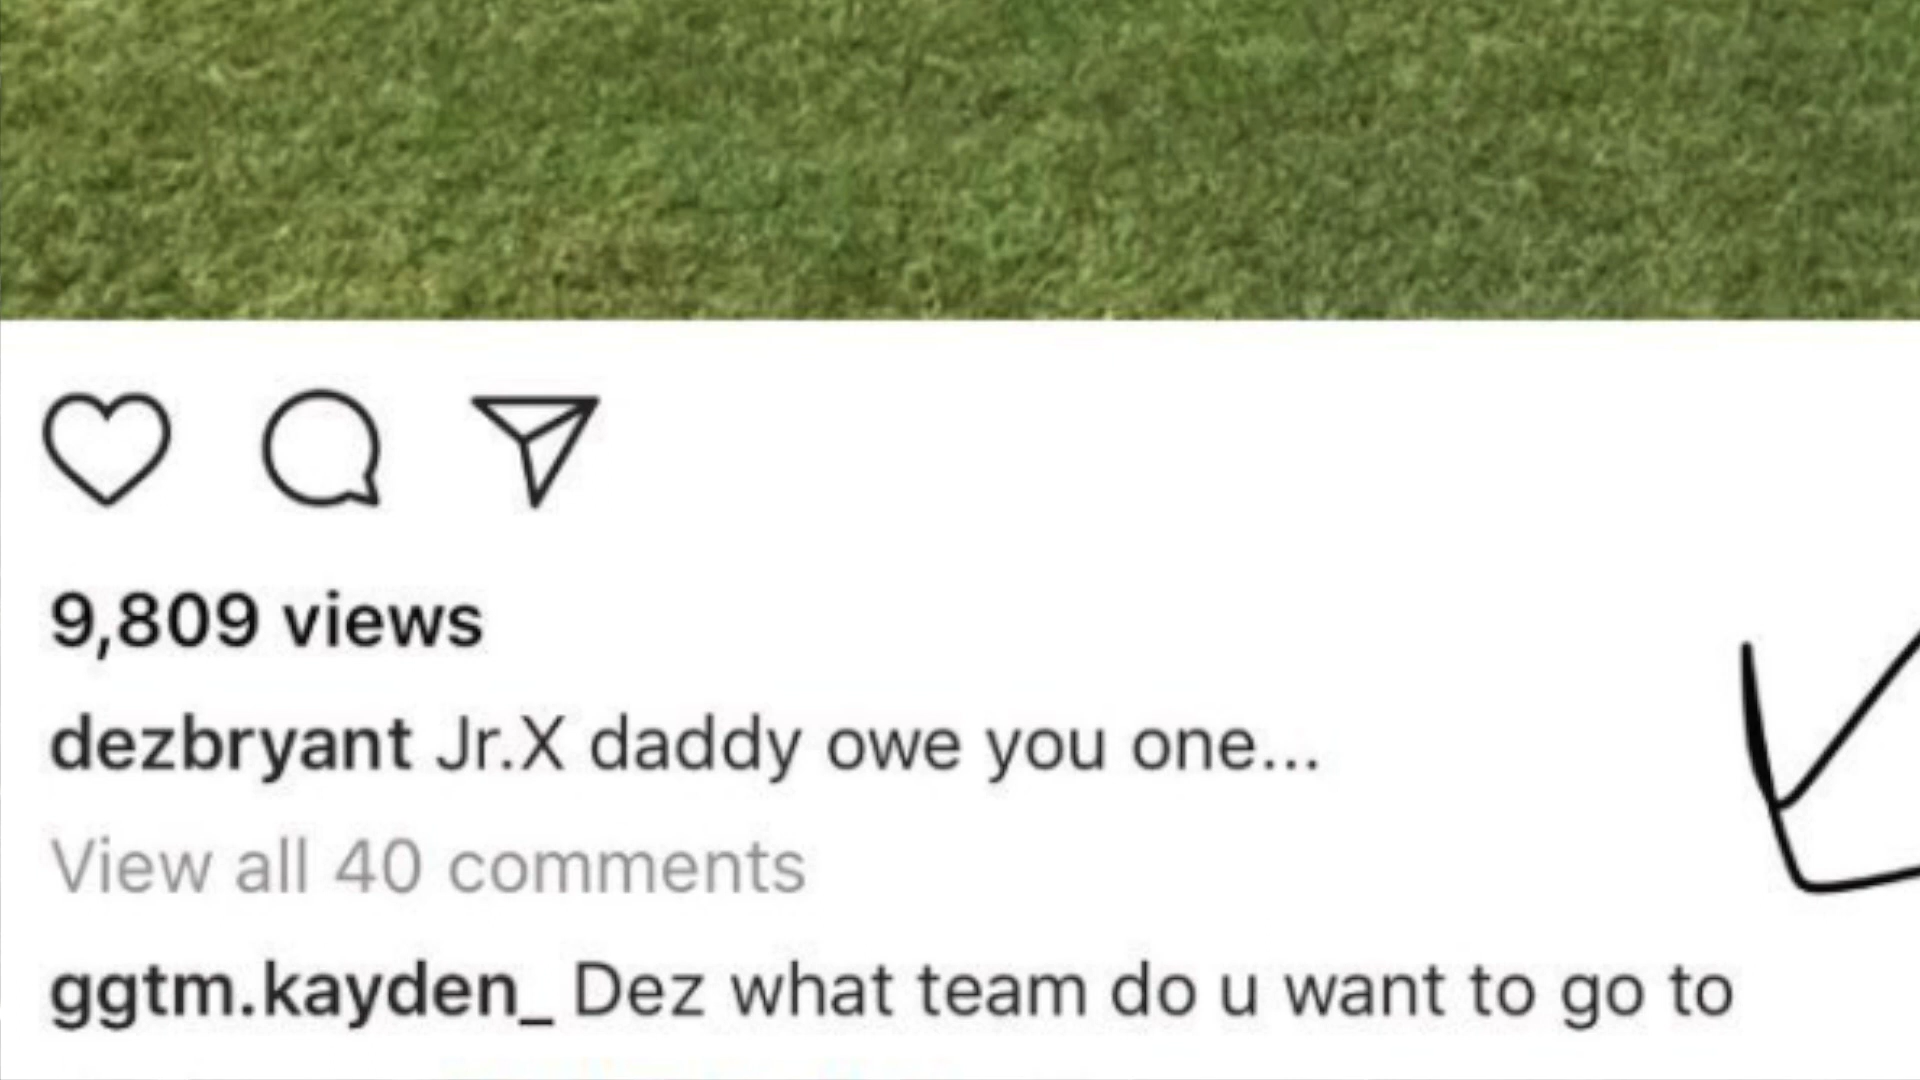 9,809 views
dezbryant Jr.X daddy owe you one...
View all 40 comments
ggtm.kayden_ Dez what team do u want to go to